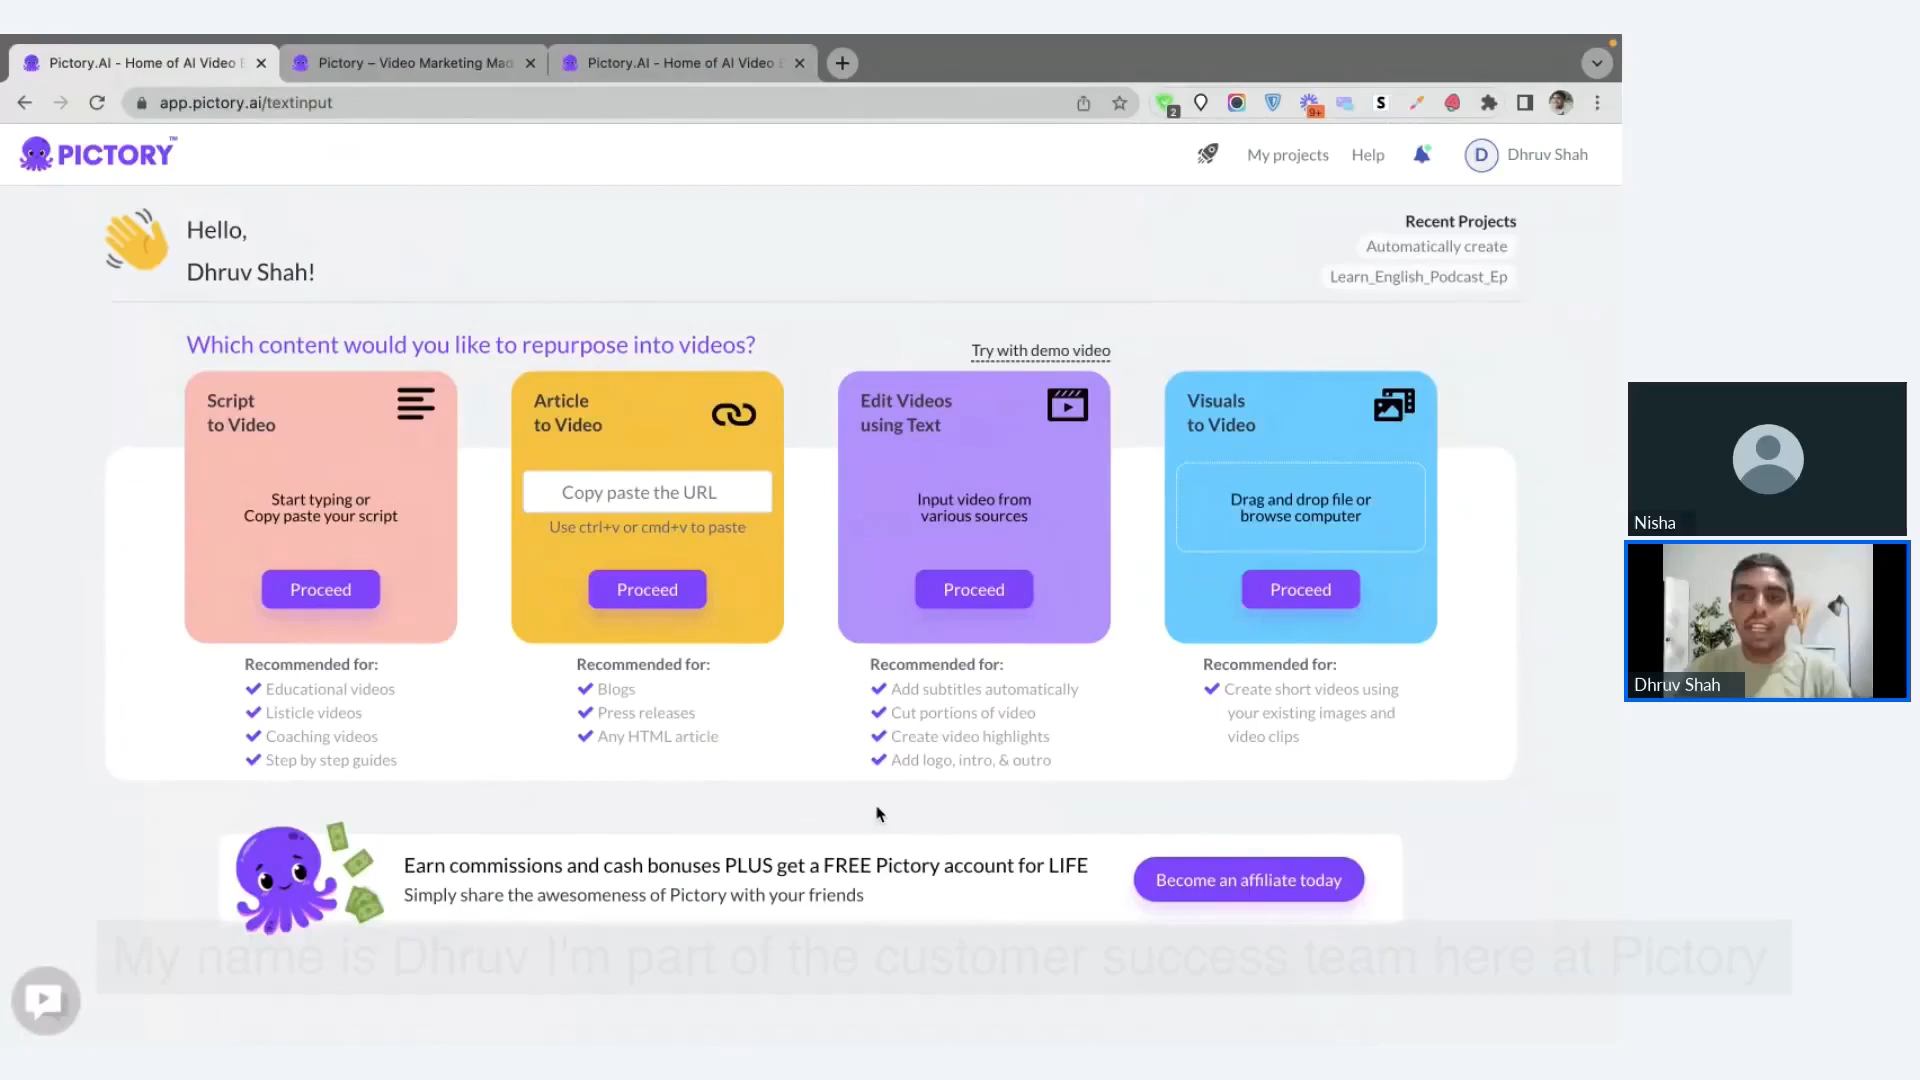 Pictory.AI - Home of AI Video E
Pictory – Video Marketing Mad
Pictory.AI - Home of AI Video E
app.pictory.ai/textinput
2
9+
S
PICTORY™
My projects
Help
D
Dhruv Shah
Hello,
Dhruv Shah!
Recent Projects
Automatically create
Learn_English_Podcast_Ep
Which content would you like to repurpose into videos?
Try with demo video
Script
to Video
Start typing or
Copy paste your script
Proceed
Article
to Video
Copy paste the URL
Use ctrl+v or cmd+v to paste
Proceed
Edit Videos
using Text
Input video from
various sources
Proceed
Visuals
to Video
Drag and drop file or
browse computer
Proceed
Recommended for:
Educational videos
Listicle videos
Coaching videos
Step by step guides
Recommended for:
Blogs
Press releases
Any HTML article
Recommended for:
Add subtitles automatically
Cut portions of video
Create video highlights
Add logo, intro, & outro
Recommended for:
Create short videos using
your existing images and
video clips
Earn commissions and cash bonuses PLUS get a FREE Pictory account for LIFE
Simply share the awesomeness of Pictory with your friends
Become an affiliate today
My name is Dhruv I'm part of the customer success team here at Pictory
Nisha
Dhruv Shah